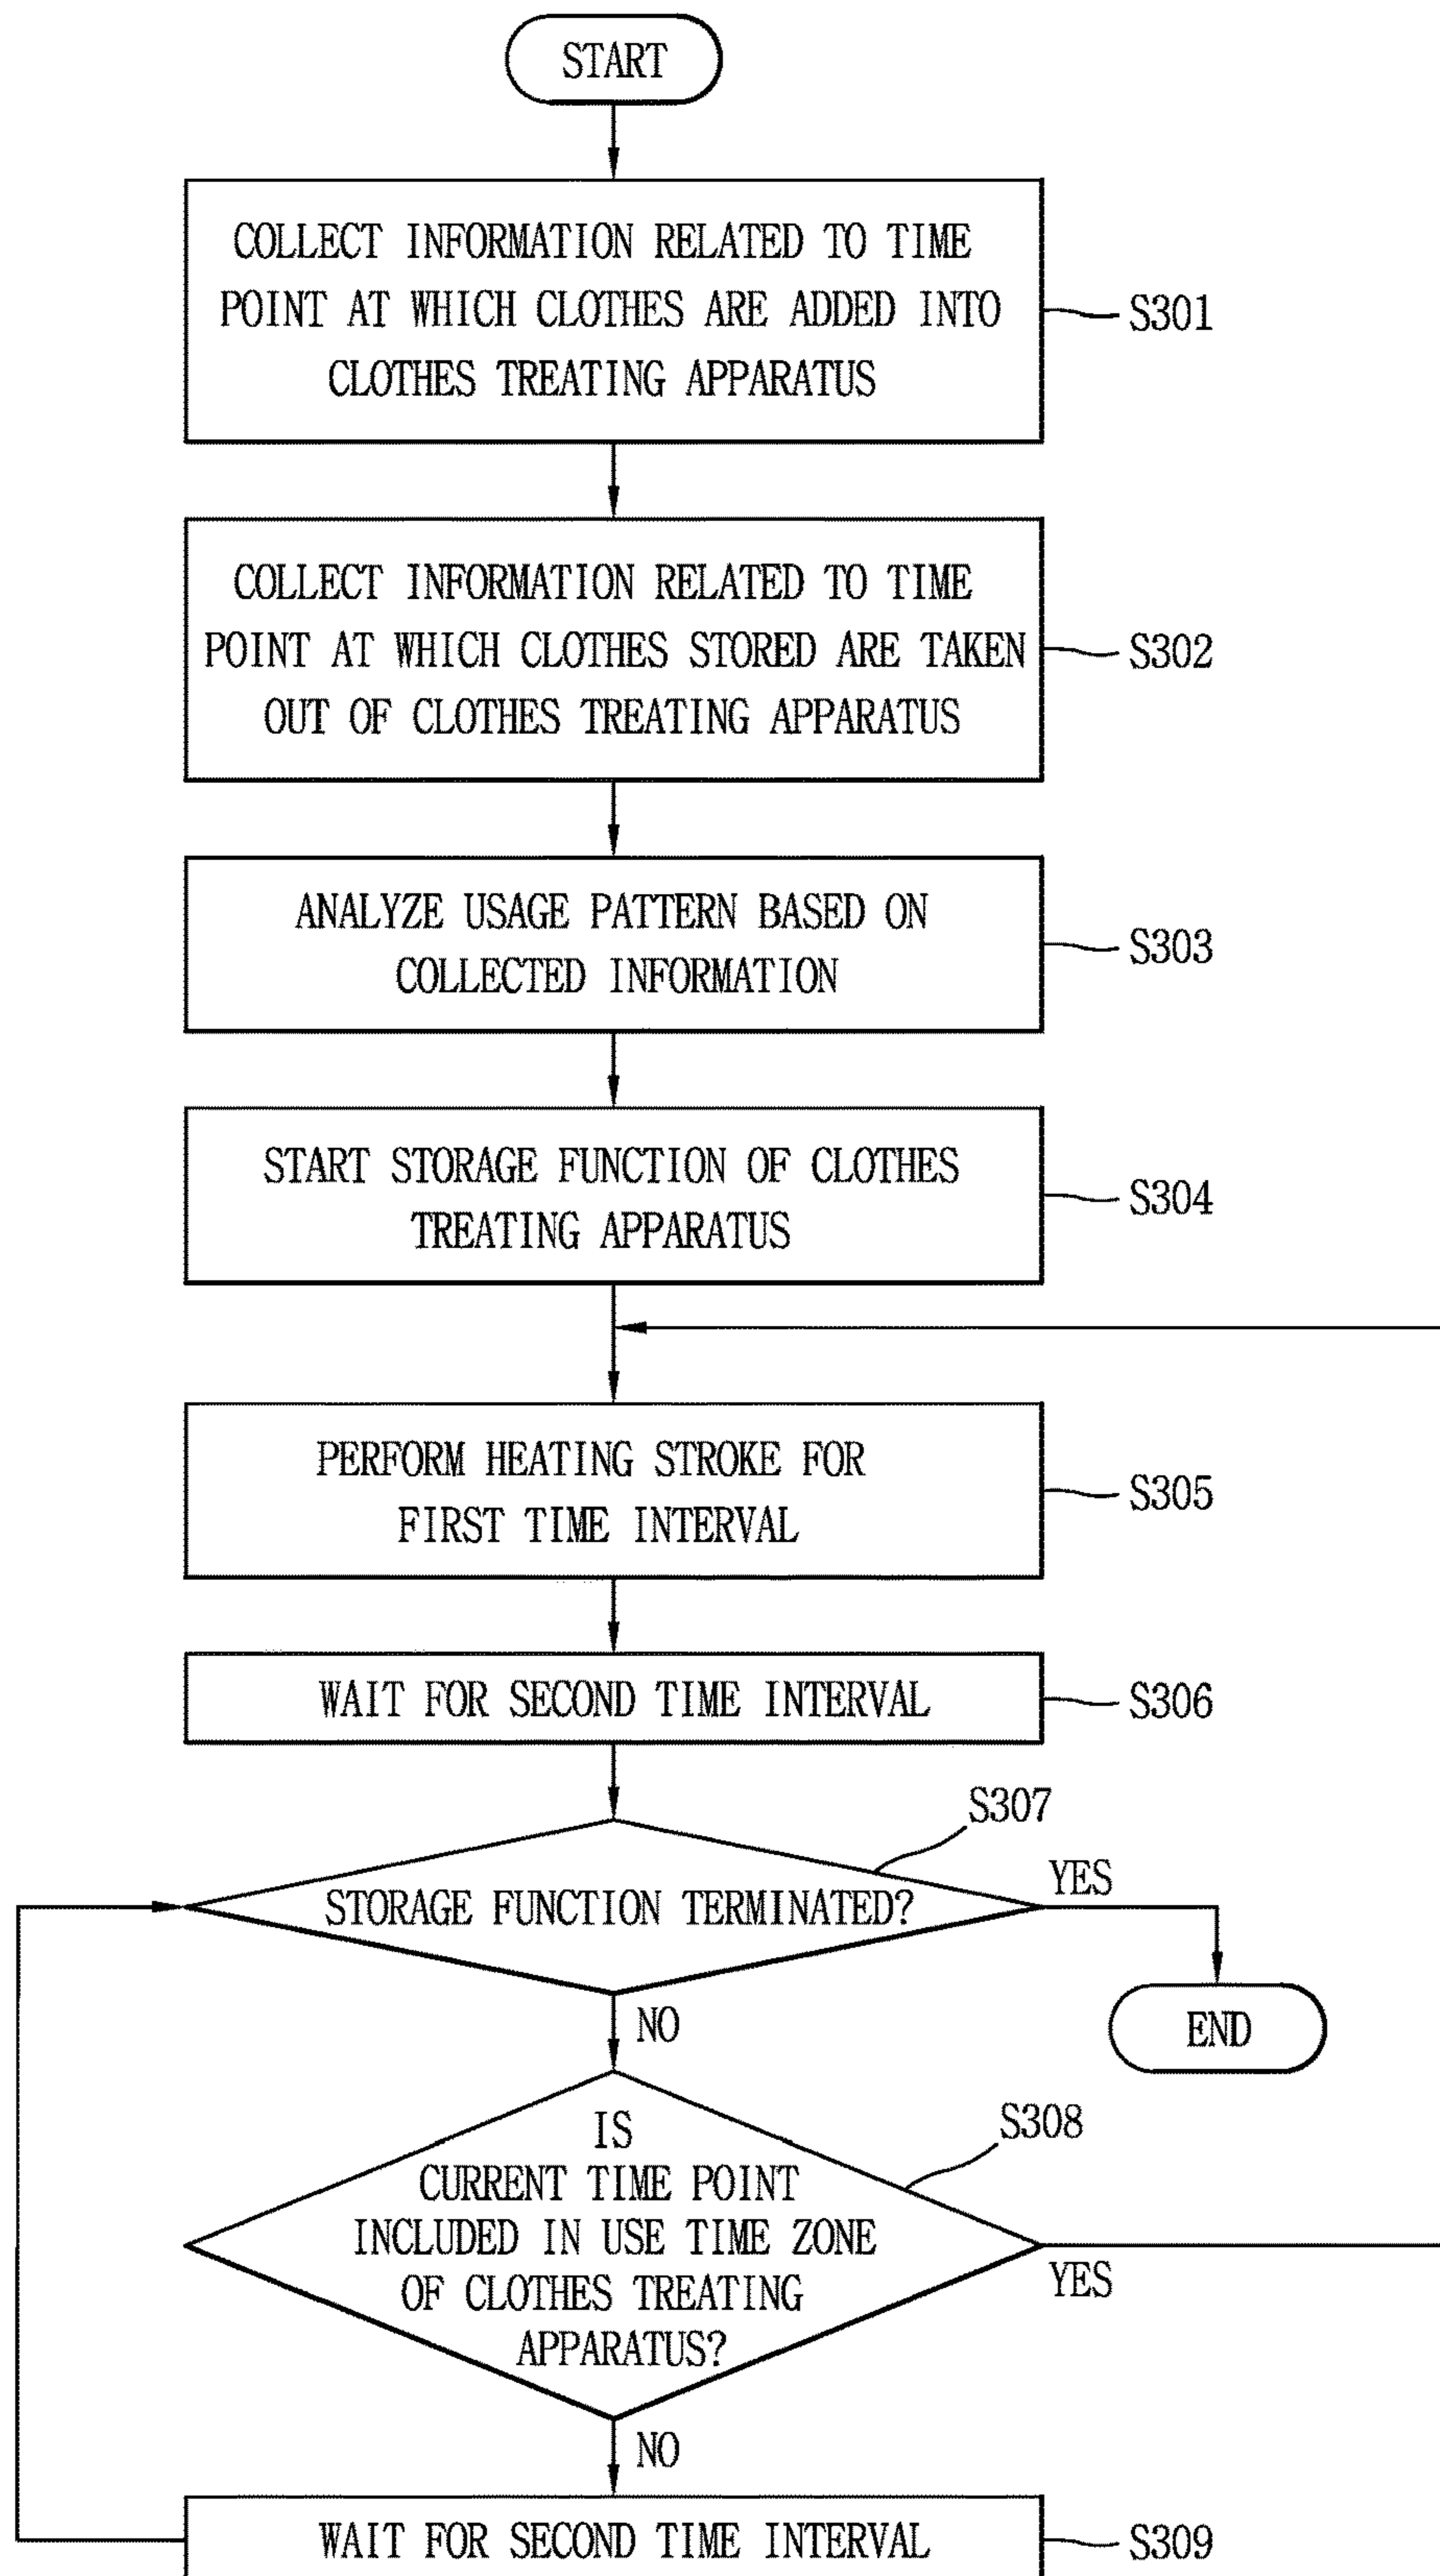 START
COLLECT INFORMATION RELATED TO TIME
POINT AT WHICH CLOTHES ARE ADDED INTO
CLOTHES TREATING APPARATUS
S301
COLLECT INFORMATION RELATED TO TIME
POINT AT WHICH CLOTHES STORED ARE TAKEN
OUT OF CLOTHES TREATING APPARATUS
S302
ANALYZE USAGE PATTERN BASED ON
COLLECTED INFORMATION
S303
START STORAGE FUNCTION OF CLOTHES
TREATING APPARATUS
S304
PERFORM HEATING STROKE FOR
FIRST TIME INTERVAL
S305
WAIT FOR SECOND TIME INTERVAL
S306
S307
STORAGE FUNCTION TERMINATED?
YES
END
NO
S308
IS
CURRENT TIME POINT
INCLUDED IN USE TIME ZONE
OF CLOTHES TREATING
APPARATUS?
YES
NO
WAIT FOR SECOND TIME INTERVAL
S309